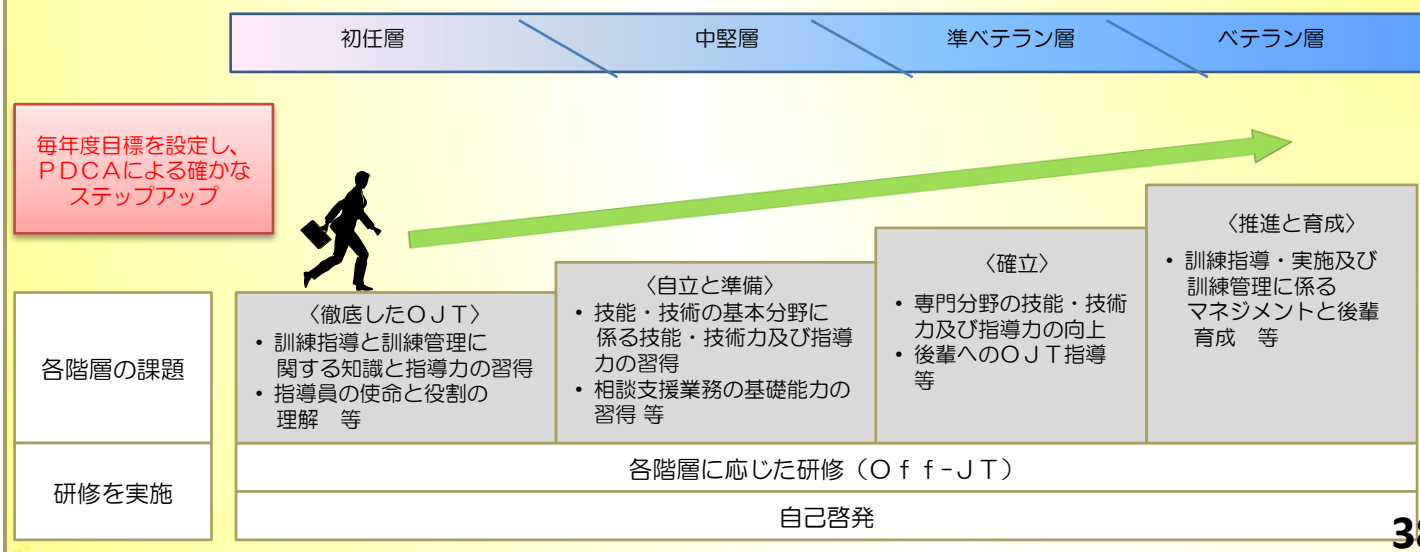 初任層
中堅層
準ベテラン層
ベテラン層
毎年度目標を設定し、
ＰＤＣＡによる確かな
ステップアップ
各階層の課題
〈徹底したＯＪＴ〉
• 訓練指導と訓練管理に
関する知識と指導力の習得
• 指導員の使命と役割の
理解　等
〈自立と準備〉
• 技能・技術の基本分野に
係る技能・技術力及び指導
力の習得
• 相談支援業務の基礎能力の
習得 等
〈確立〉
• 専門分野の技能・技術
力及び指導力の向上
• 後輩へのＯＪＴ指導
等
〈推進と育成〉
• 訓練指導・実施及び
訓練管理に係る
マネジメントと後輩
育成　等
研修を実施
各階層に応じた研修（Ｏｆｆ-ＪＴ）
自己啓発